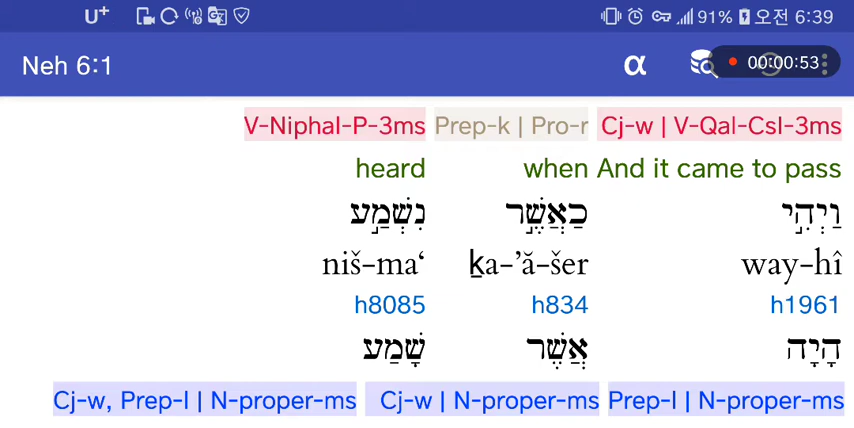 U+ 91% 오전 6:39
Neh 6:1 α 00:00:53
V-Niphal-P-3ms Prep-k | Pro-r Cj-w | V-Qal-CsI-3ms
heard when And it came to pass
וַיְהִ֣י כַאֲשֶׁ֣ר נִשְׁמַ֣ע
niš-ma‘ ḵa-’ă-šer way-hî
h8085 h834 h1961
הָיָה אֲשֶׁר שָׁמַע
Cj-w, Prep-l | N-proper-ms Cj-w | N-proper-ms Prep-l | N-proper-ms